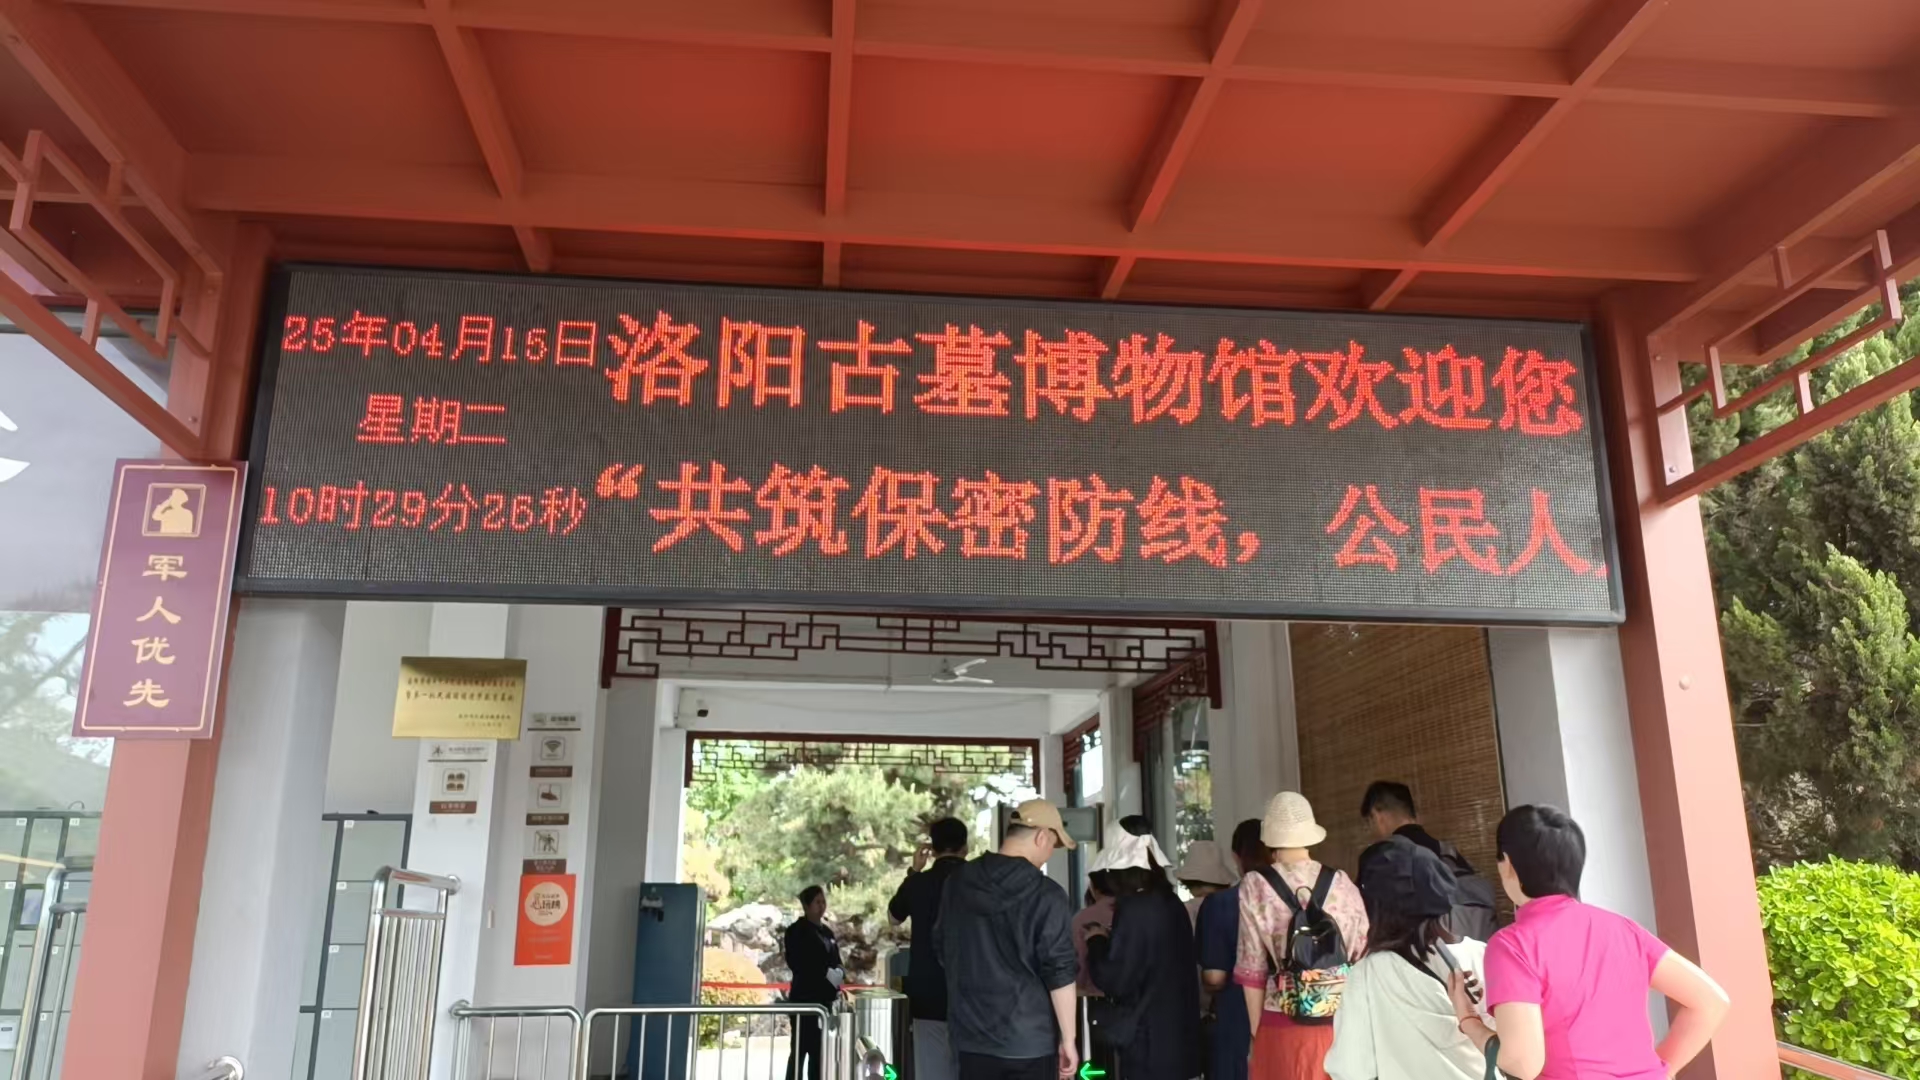 25年04月15日
星期二
10时29分26秒
洛阳古墓博物馆欢迎您
“共筑保密防线，公民人人
军人优先